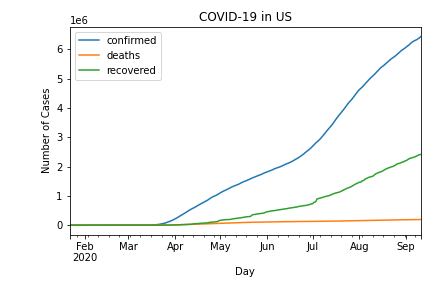 COVID-19 in US
1e6
confirmed
deaths
recovered
6
5
4
3
2
1
0
Number of Cases
Feb Mar Apr May Jun Jul Aug Sep
2020
Day